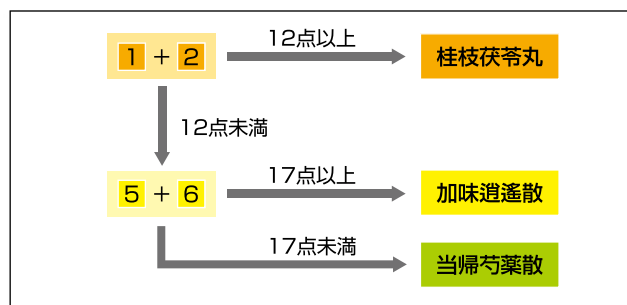 1 + 2
12点以上
桂枝茯苓丸
12点未満
5 + 6
17点以上
加味逍遙散
17点未満
当帰芍薬散